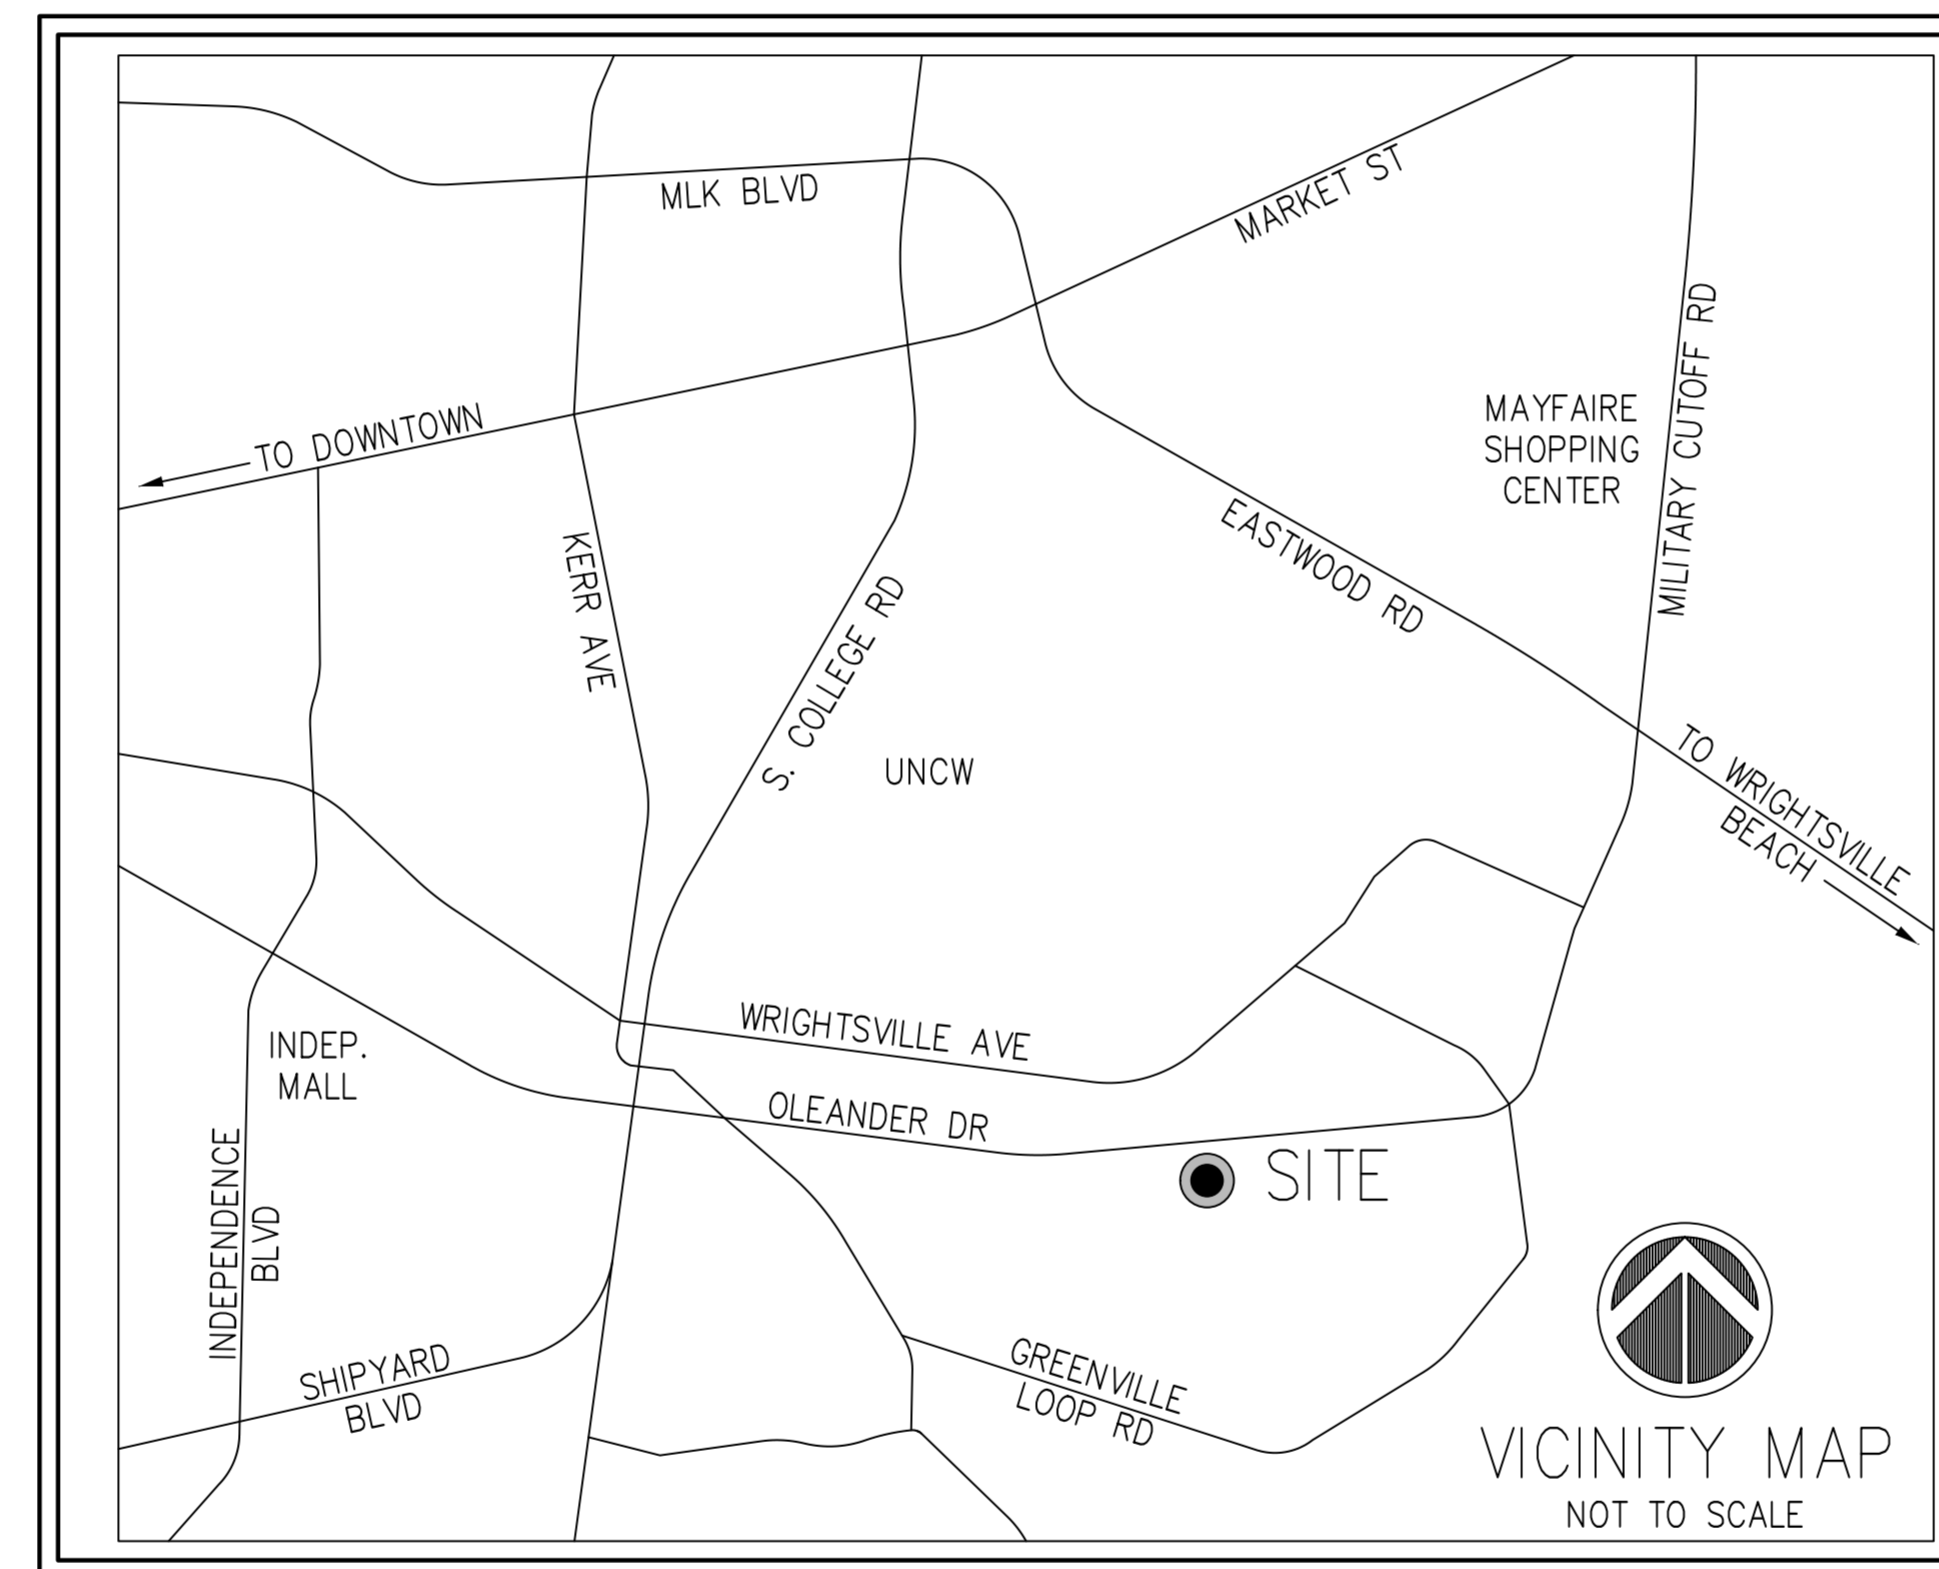 MLK BLVD
MARKET ST
MILITARY CUTOFF RD
MAYFAIRE
SHOPPING
CENTER
TO DOWNTOWN
EASTWOOD RD
KERR AVE
S. COLLEGE RD
UNCW
TO WRIGHTSVILLE
BEACH
WRIGHTSVILLE AVE
INDEP.
MALL
OLEANDER DR
SITE
INDEPENDENCE
BLVD
SHIPYARD
BLVD
GREENVILLE
LOOP RD
VICINITY MAP
NOT TO SCALE